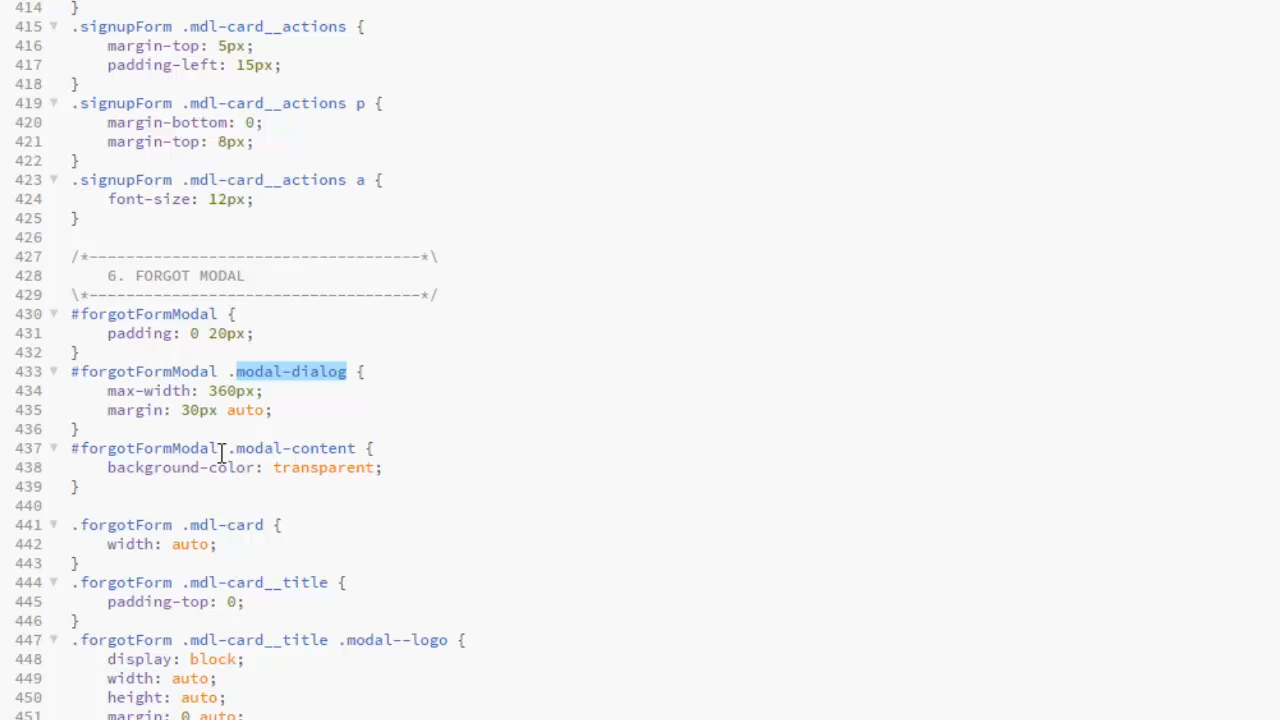 414 }
415 .signupForm .mdl-card__actions {
416     margin-top: 5px;
417     padding-left: 15px;
418 }
419 .signupForm .mdl-card__actions p {
420     margin-bottom: 0;
421     margin-top: 8px;
422 }
423 .signupForm .mdl-card__actions a {
424     font-size: 12px;
425 }
426
427 /*------------------------------------*\
428     6. FORGOT MODAL
429 \*------------------------------------*/
430 #forgotFormModal {
431     padding: 0 20px;
432 }
433 #forgotFormModal .modal-dialog {
434     max-width: 360px;
435     margin: 30px auto;
436 }
437 #forgotFormModal .modal-content {
438     background-color: transparent;
439 }
440
441 .forgotForm .mdl-card {
442     width: auto;
443 }
444 .forgotForm .mdl-card__title {
445     padding-top: 0;
446 }
447 .forgotForm .mdl-card__title .modal--logo {
448     display: block;
449     width: auto;
450     height: auto;
451     margin: 0 auto;